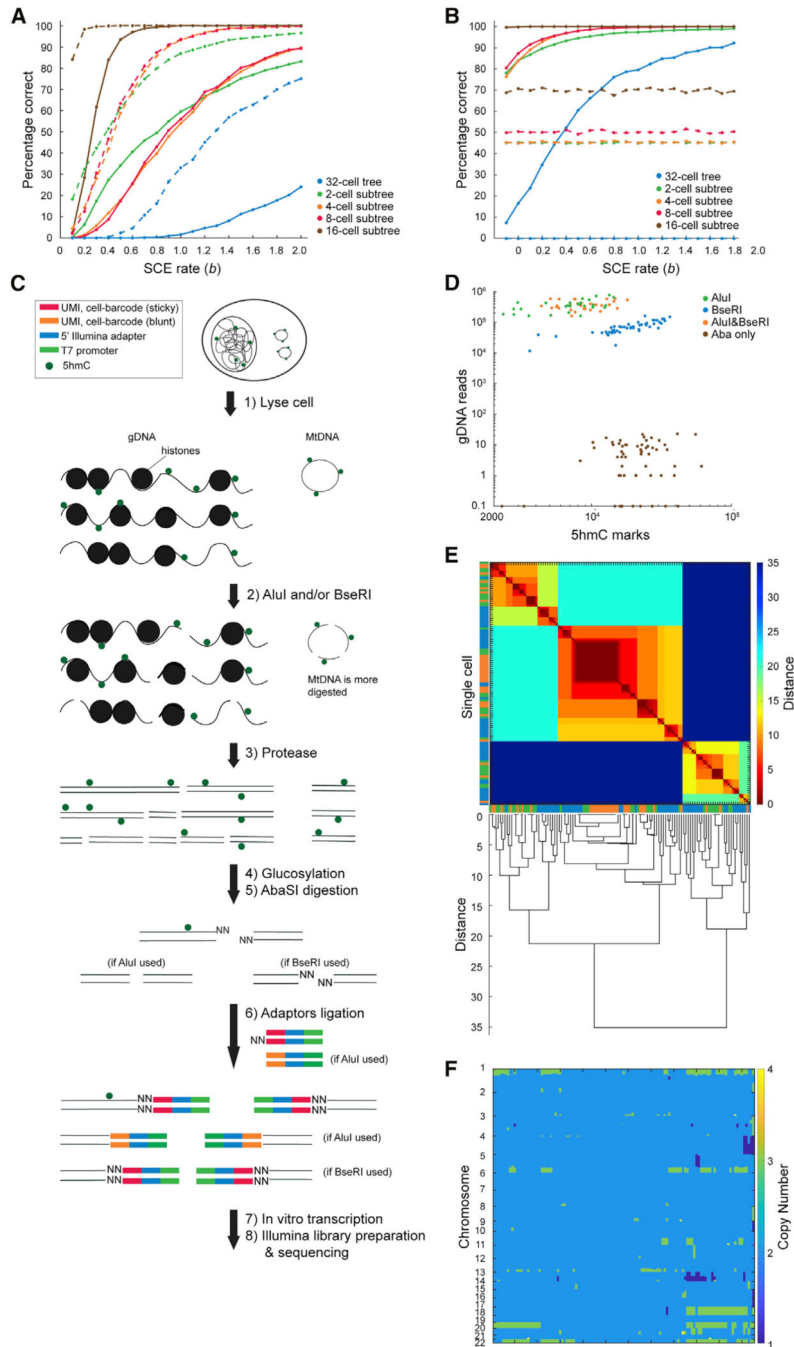 A
Percentage correct
100
90
80
70
60
50
40
30
20
10
0
0 0.2 0.4 0.6 0.8 1.0 1.2 1.4 1.6 1.8 2.0
SCE rate (b)
32-cell tree
2-cell subtree
4-cell subtree
8-cell subtree
16-cell subtree
B
Percentage correct
100
90
80
70
60
50
40
30
20
10
0
0 0.2 0.4 0.6 0.8 1.0 1.2 1.4 1.6 1.8 2.0
SCE rate (b)
32-cell tree
2-cell subtree
4-cell subtree
8-cell subtree
16-cell subtree
C
UMI, cell-barcode (sticky)
UMI, cell-barcode (blunt)
5' Illumina adapter
T7 promoter
5hmC
1) Lyse cell
gDNA
MtDNA
histones
2) AluI and/or BseRI
MtDNA is more
digested
3) Protease
4) Glucosylation
5) AbaSI digestion
NN
NN
(if AluI used)
(if BseRI used)
NN
NN
6) Adaptors ligation
NN
(if AluI used)
NN
NN
(if AluI used)
NN
NN
(if BseRI used)
7) In vitro transcription
8) Illumina library preparation
& sequencing
D
gDNA reads
10⁶
10⁵
10⁴
10³
10²
10¹
1
0.1
2000 10⁴ 10⁵
5hmC marks
AluI
BseRI
AluI&BseRI
Aba only
E
Single cell
35
30
25
20
15
10
5
0
Distance
Distance
0
5
10
15
20
25
30
35
F
Chromosome
1
2
3
4
5
6
7
8
9
10
11
12
13
14
15
16
17
18
19
20
21
22
4
3
2
1
Copy Number